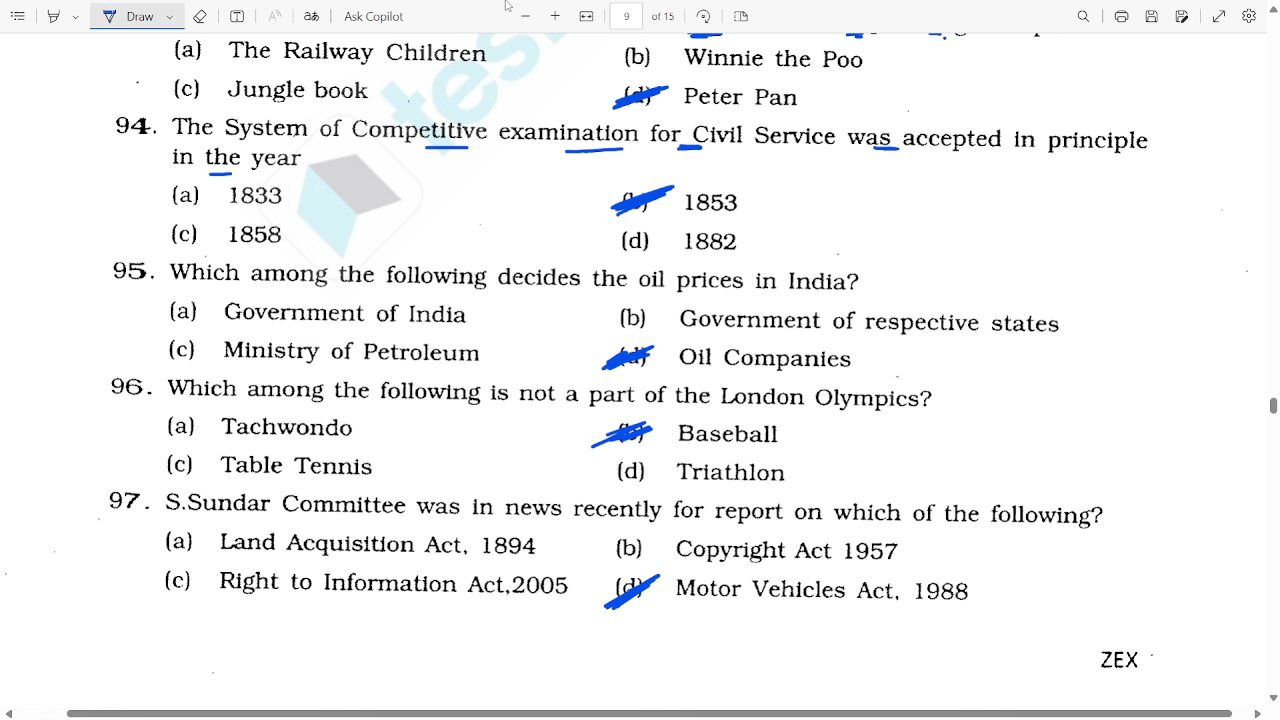 Draw
Ask Copilot
9 of 15
(a) The Railway Children (b) Winnie the Poo
(c) Jungle book (d) Peter Pan
94. The System of Competitive examination for Civil Service was accepted in principle
in the year
(a) 1833 (b) 1853
(c) 1858 (d) 1882
95. Which among the following decides the oil prices in India?
(a) Government of India (b) Government of respective states
(c) Ministry of Petroleum (d) Oil Companies
96. Which among the following is not a part of the London Olympics?
(a) Tachwondo (b) Baseball
(c) Table Tennis (d) Triathlon
97. S.Sundar Committee was in news recently for report on which of the following?
(a) Land Acquisition Act, 1894 (b) Copyright Act 1957
(c) Right to Information Act,2005 (d) Motor Vehicles Act, 1988
ZEX